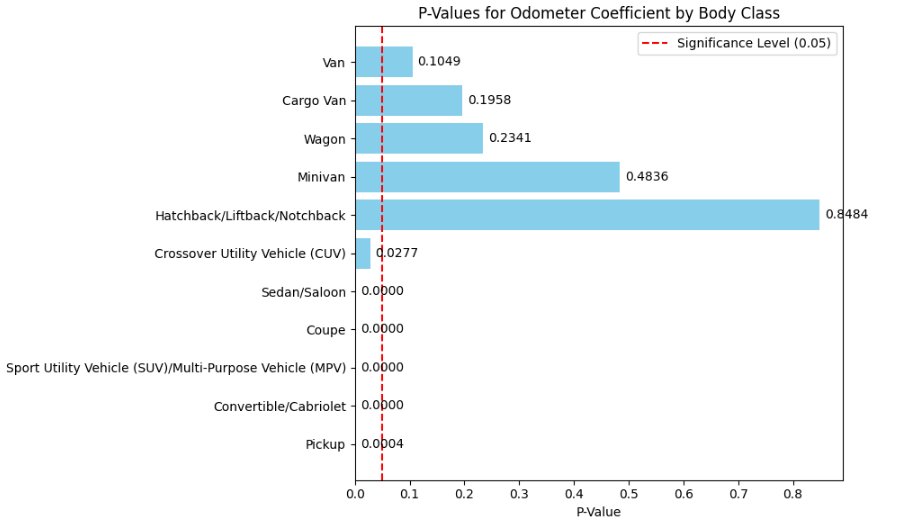 P-Values for Odometer Coefficient by Body Class
Significance Level (0.05)
Van 0.1049
Cargo Van 0.1958
Wagon 0.2341
Minivan 0.4836
Hatchback/Liftback/Notchback 0.8484
Crossover Utility Vehicle (CUV) 0.0277
Sedan/Saloon 0.0000
Coupe 0.0000
Sport Utility Vehicle (SUV)/Multi-Purpose Vehicle (MPV) 0.0000
Convertible/Cabriolet 0.0000
Pickup 0.0004
0.0 0.1 0.2 0.3 0.4 0.5 0.6 0.7 0.8
P-Value